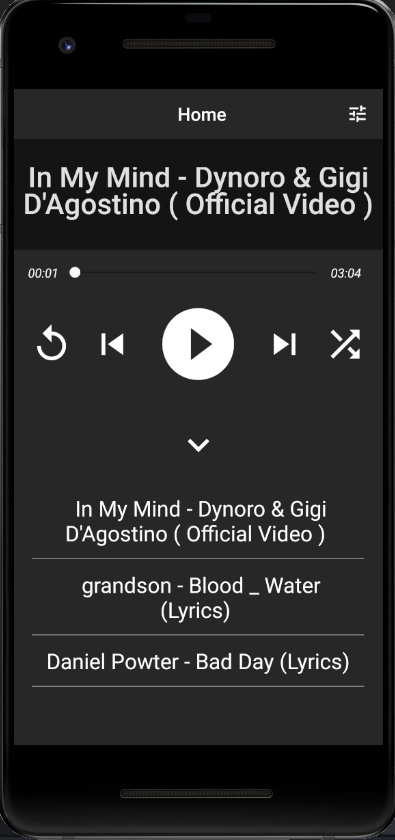 Home
In My Mind - Dynoro & Gigi
D'Agostino ( Official Video )
00:01
03:04
In My Mind - Dynoro & Gigi
D'Agostino ( Official Video )
grandson - Blood _ Water
(Lyrics)
Daniel Powter - Bad Day (Lyrics)